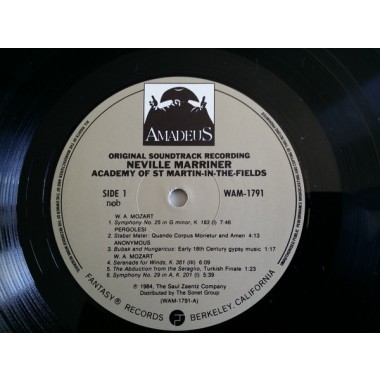 AMADEUS
ORIGINAL SOUNDTRACK RECORDING
NEVILLE MARRINER
ACADEMY OF ST MARTIN-IN-THE-FIELDS
SIDE 1
WAM-1791
ncb
W. A. MOZART
1. Symphony No. 25 in G minor, K. 183 (I) 7:46
PERGOLESI
2. Stabat Mater: Quando Corpus Morietur and Amen 4:13
ANONYMOUS
3. Bubak and Hungaricus: Early 18th Century gypsy music 1:17
W. A. MOZART
4. Serenade for Winds, K. 361 (III) 6:09
5. The Abduction from the Seraglio, Turkish Finale 1:23
6. Symphony No. 29 in A, K. 201 (I) 5:39
℗ 1984, The Saul Zaentz Company
Distributed by The Sonet Group
(WAM-1791-A)
FANTASY® RECORDS BERKELEY, CALIFORNIA